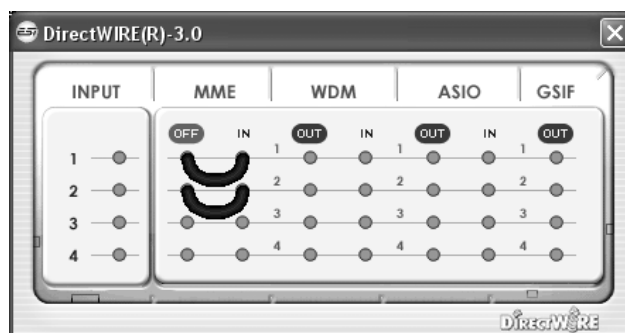 ESI DirectWIRE(R)-3.0
INPUT MME WDM ASIO GSIF
OFF IN OUT IN OUT IN OUT
1 1 1 1
2 2 2 2
3 3 3 3
4 4 4 4
DIRECTWIRE